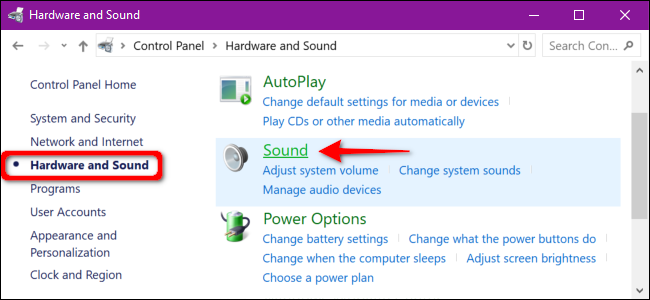 Hardware and Sound
Control Panel > Hardware and Sound
Search Con...
Control Panel Home
System and Security
Network and Internet
Hardware and Sound
Programs
User Accounts
Appearance and
Personalization
Clock and Region
AutoPlay
Change default settings for media or devices
Play CDs or other media automatically
Sound
Adjust system volume | Change system sounds
Manage audio devices
Power Options
Change battery settings | Change what the power buttons do
Change when the computer sleeps | Adjust screen brightness
Choose a power plan